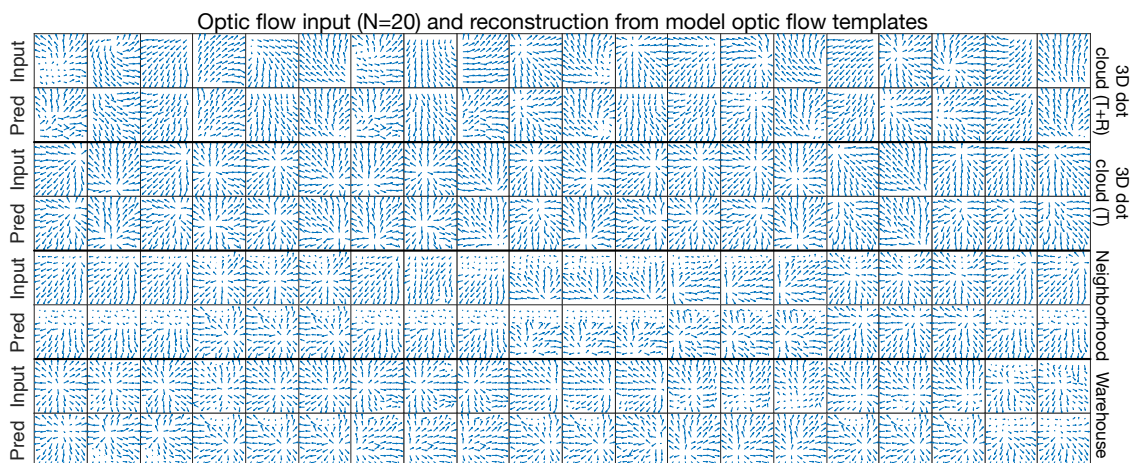 Optic flow input (N=20) and reconstruction from model optic flow templates
Input
Pred
3D dot
cloud (T+R)
Input
Pred
3D dot
cloud (T)
Input
Pred
Neighborhood
Input
Pred
Warehouse